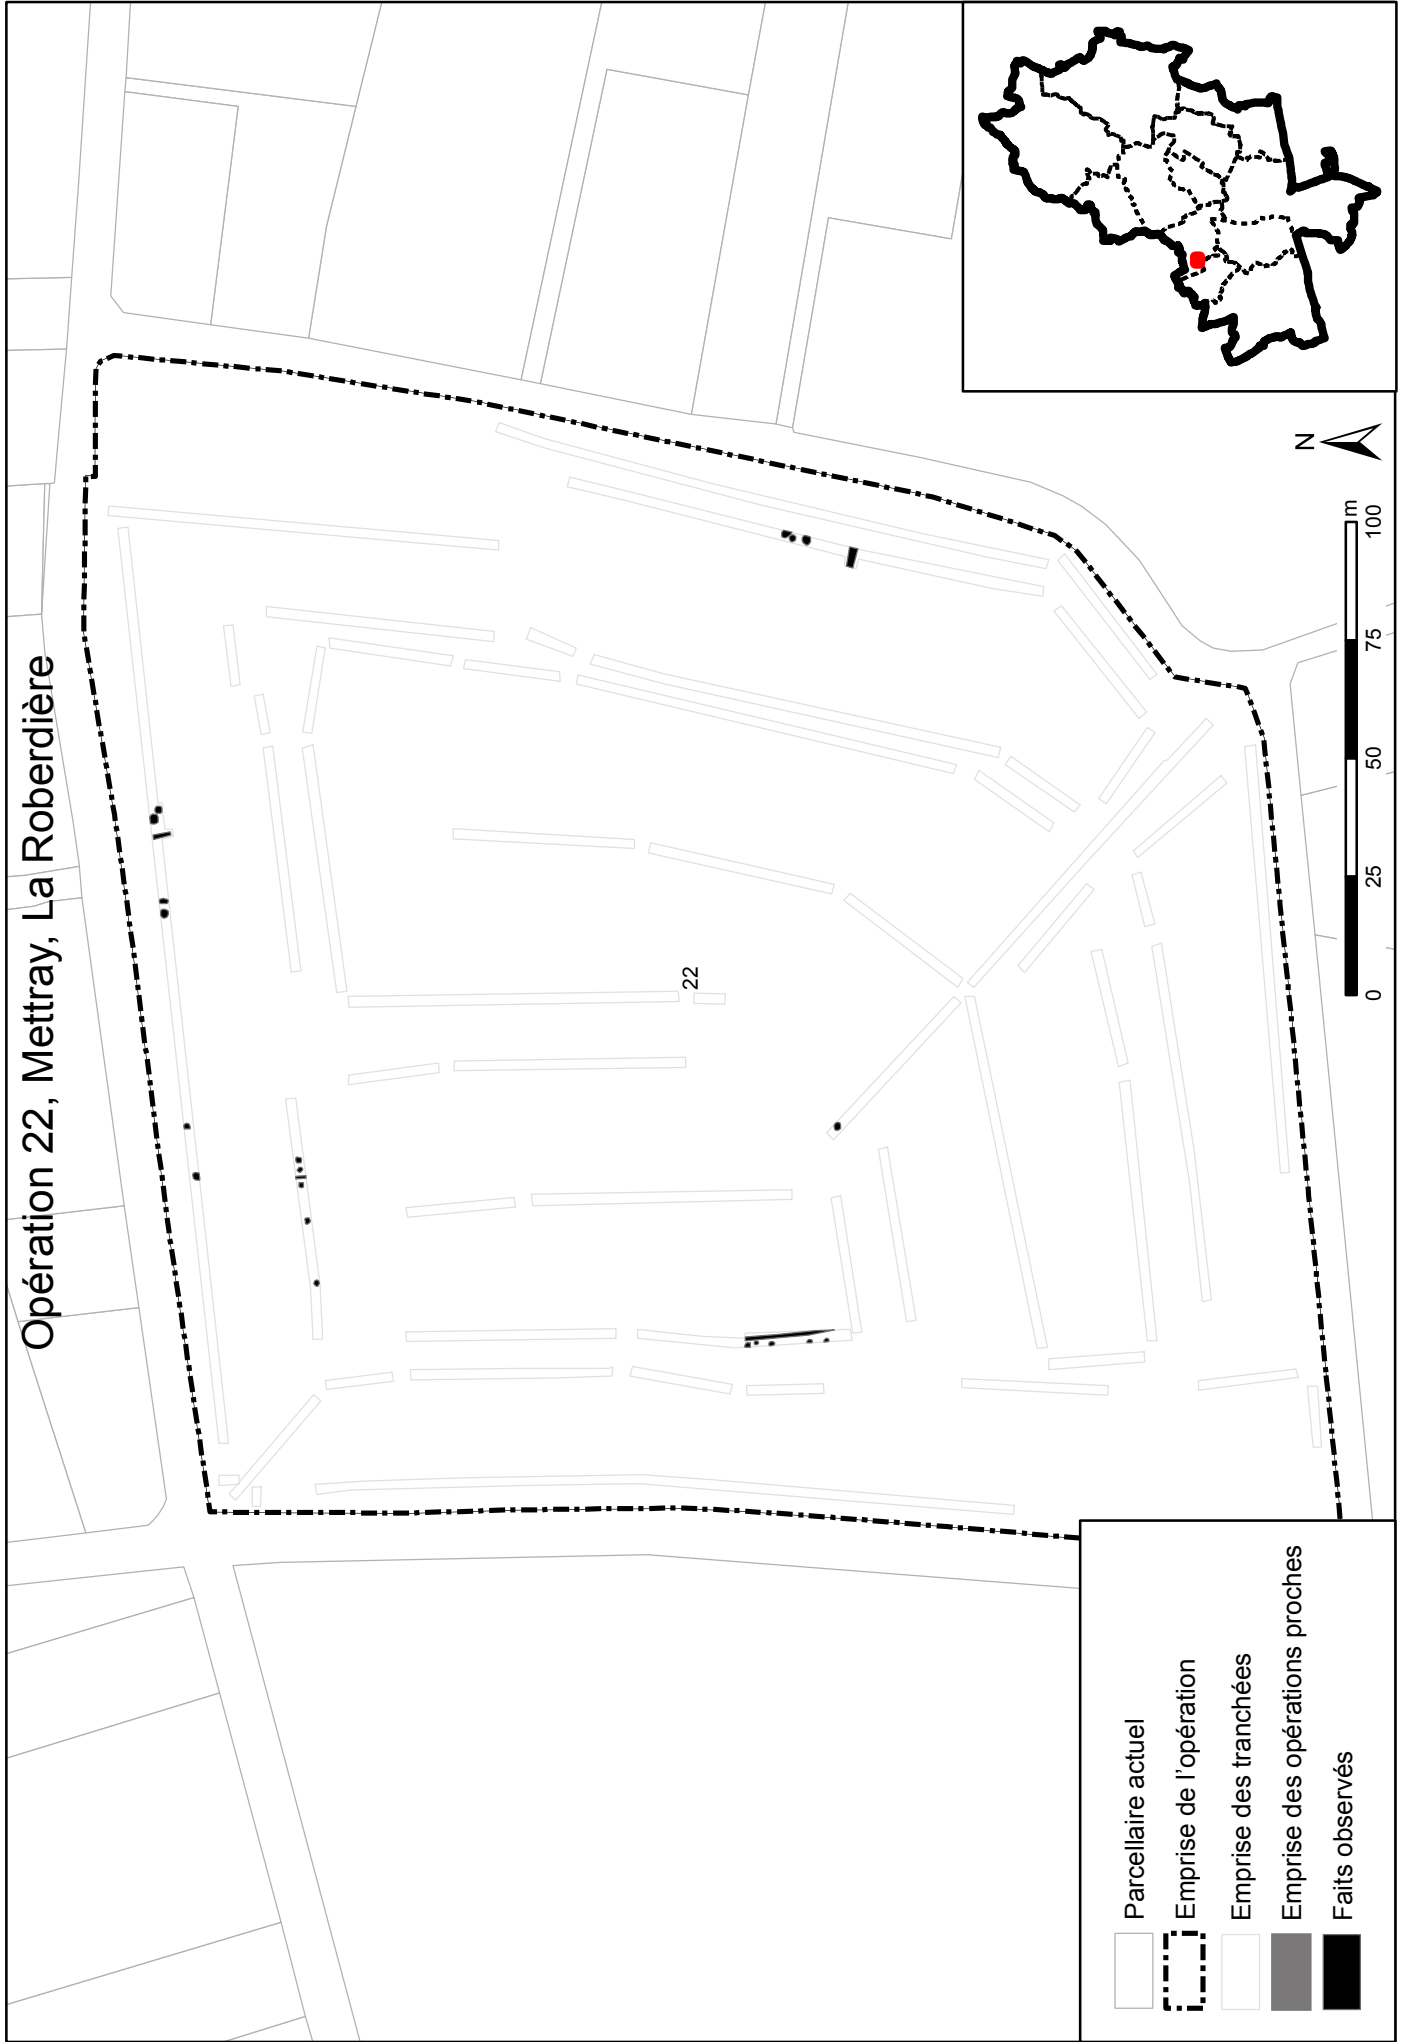 Opération 22, Mettray, La Roberdière
22
N
0 25 50 75 100 m
Parcellaire actuel
Emprise de l'opération
Emprise des tranchées
Emprise des opérations proches
Faits observés